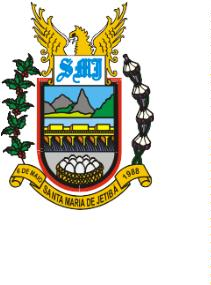 SMJ
6 DE MAIO
SANTA MARIA DE JETIBÁ
1988